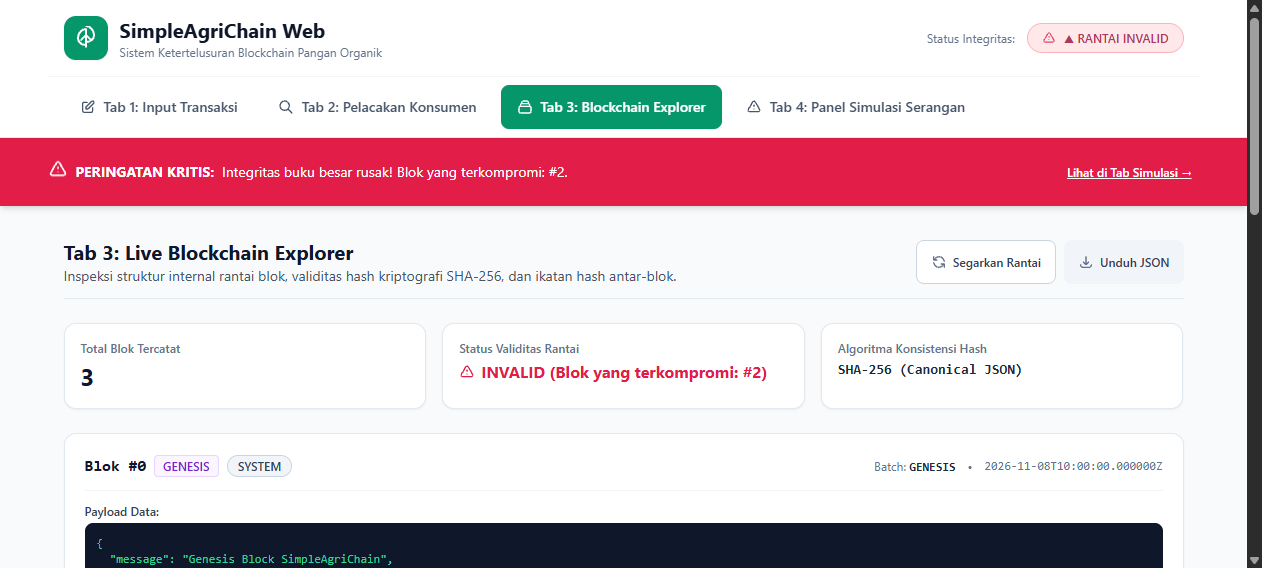 SimpleAgriChain Web
Sistem Ketertelusuran Blockchain Pangan Organik
Status Integritas:
▲ RANTAI INVALID
Tab 1: Input Transaksi
Tab 2: Pelacakan Konsumen
Tab 3: Blockchain Explorer
Tab 4: Panel Simulasi Serangan
PERINGATAN KRITIS: Integritas buku besar rusak! Blok yang terkompromi: #2.
Lihat di Tab Simulasi →
Tab 3: Live Blockchain Explorer
Inspeksi struktur internal rantai blok, validitas hash kriptografi SHA-256, dan ikatan hash antar-blok.
Segarkan Rantai
Unduh JSON
Total Blok Tercatat
3
Status Validitas Rantai
INVALID (Blok yang terkompromi: #2)
Algoritma Konsistensi Hash
SHA-256 (Canonical JSON)
Blok #0 GENESIS SYSTEM
Batch: GENESIS • 2026-11-08T10:00:00.000000Z
Payload Data:
{
"message": "Genesis Block SimpleAgriChain",